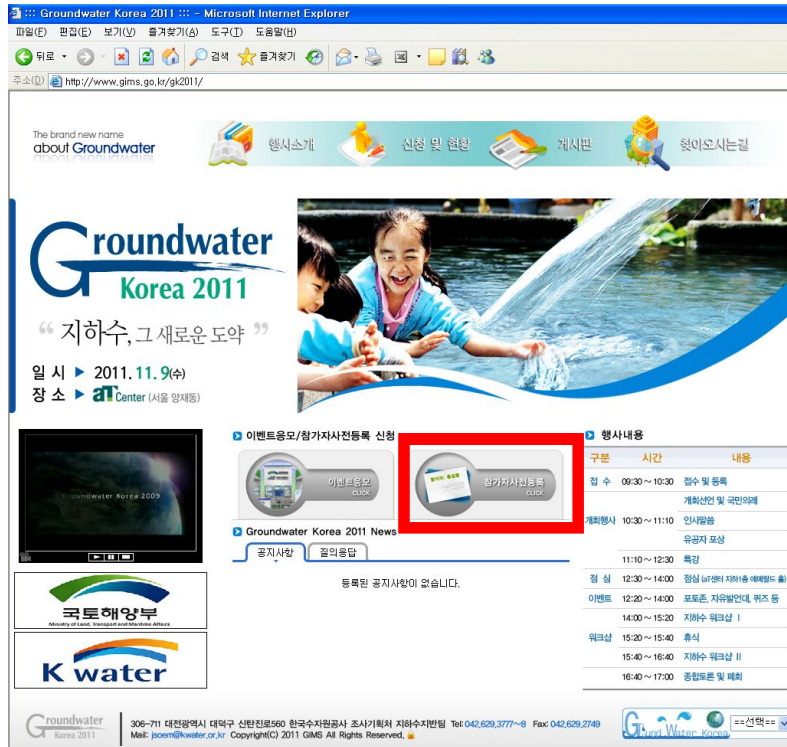 ::: Groundwater Korea 2011 ::: - Microsoft Internet Explorer
파일(F) 편집(E) 보기(V) 즐겨찾기(A) 도구(T) 도움말(H)
뒤로 검색 즐겨찾기
주소(D) http://www.gims.go.kr/gk2011/
The brand new name
about Groundwater
행사소개 신청 및 현황 게시판 찾아오시는길
Groundwater
Korea 2011
“ 지하수, 그 새로운 도약 ”
일 시 ▶ 2011. 11. 9(수)
장 소 ▶ aT Center (서울 양재동)
이벤트응모/참가자사전등록 신청
이벤트응모
CLICK
참가자사전등록
CLICK
Groundwater Korea 2009
Groundwater Korea 2011 News
공지사항 질의응답
등록된 공지사항이 없습니다.
행사내용
구분 시간 내용
접 수 09:30 ~ 10:30 접수 및 등록
개회선언 및 국민의례
개회행사 10:30 ~ 11:10 인사말씀
유공자 포상
11:10 ~ 12:30 특강
점 심 12:30 ~ 14:00 점심 (aT센터 지하1층 에메랄드 홀)
이벤트 12:20 ~ 14:00 포토존, 자유발언대, 퀴즈 등
14:00 ~ 15:20 지하수 워크샵 Ⅰ
워크샵 15:20 ~ 15:40 휴식
15:40 ~ 16:40 지하수 워크샵 II
16:40 ~ 17:00 종합토론 및 폐회
국토해양부
Ministry of Land, Transport and Maritime Affairs
K water
Groundwater
Korea 2011
306-711 대전광역시 대덕구 신탄진로560 한국수자원공사 조사기획처 지하수지반팀 Tel:042,629,3777~8 Fax: 042,629,2749
Mail: jsoem@kwater,or,kr Copyright(C) 2011 GIMS All Rights Reserved,
Ground Water Korea
==선택==